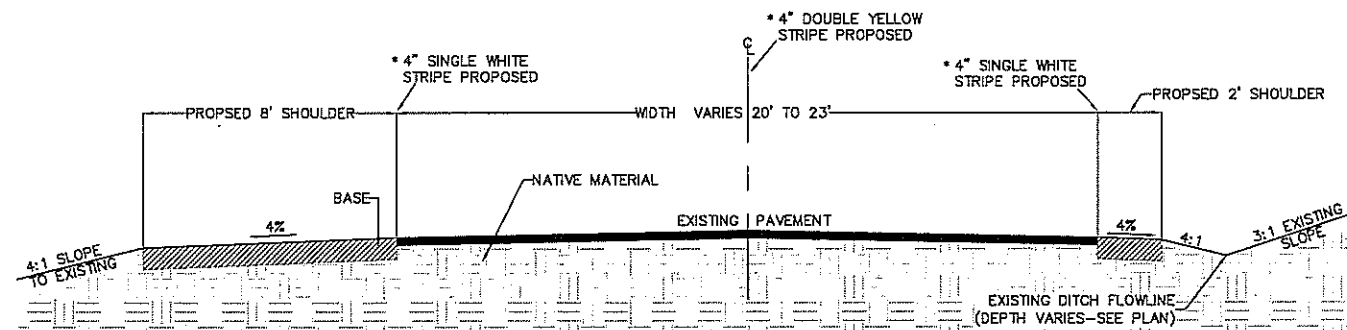 * 4" DOUBLE YELLOW
STRIPE PROPOSED
℄
* 4" SINGLE WHITE
STRIPE PROPOSED
* 4" SINGLE WHITE
STRIPE PROPOSED
PROPSED 8' SHOULDER
WIDTH VARIES 20' TO 23'
PROPSED 2' SHOULDER
BASE
NATIVE MATERIAL
4%
EXISTING PAVEMENT
4%
4:1
3:1 EXISTING
SLOPE
4:1 SLOPE
TO EXISTING
EXISTING DITCH FLOWLINE
(DEPTH VARIES-SEE PLAN)